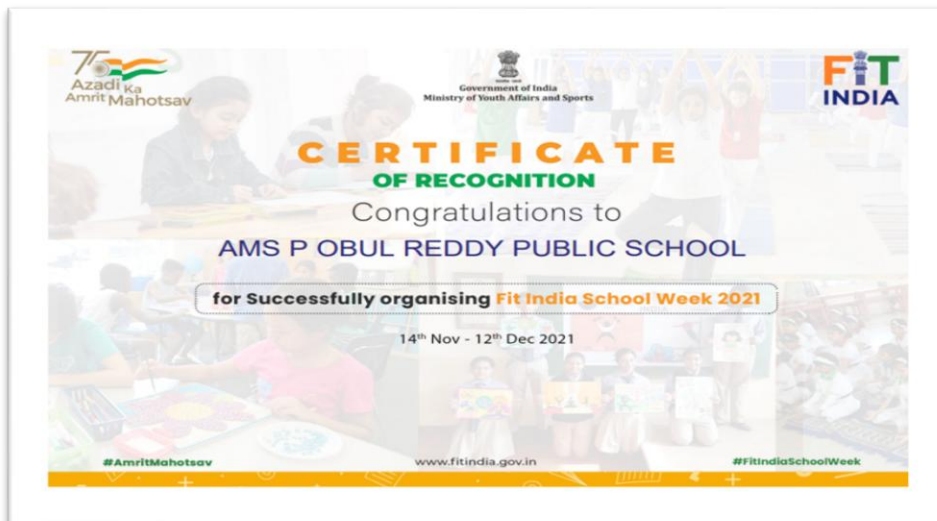 75
Azadi Ka
Amrit Mahotsav
Government of India
Ministry of Youth Affairs and Sports
FIT
INDIA
CERTIFICATE
OF RECOGNITION
Congratulations to
AMS P OBUL REDDY PUBLIC SCHOOL
for Successfully organising Fit India School Week 2021
14th Nov - 12th Dec 2021
#AmritMahotsav
www.fitindia.gov.in
#FitIndiaSchoolWeek